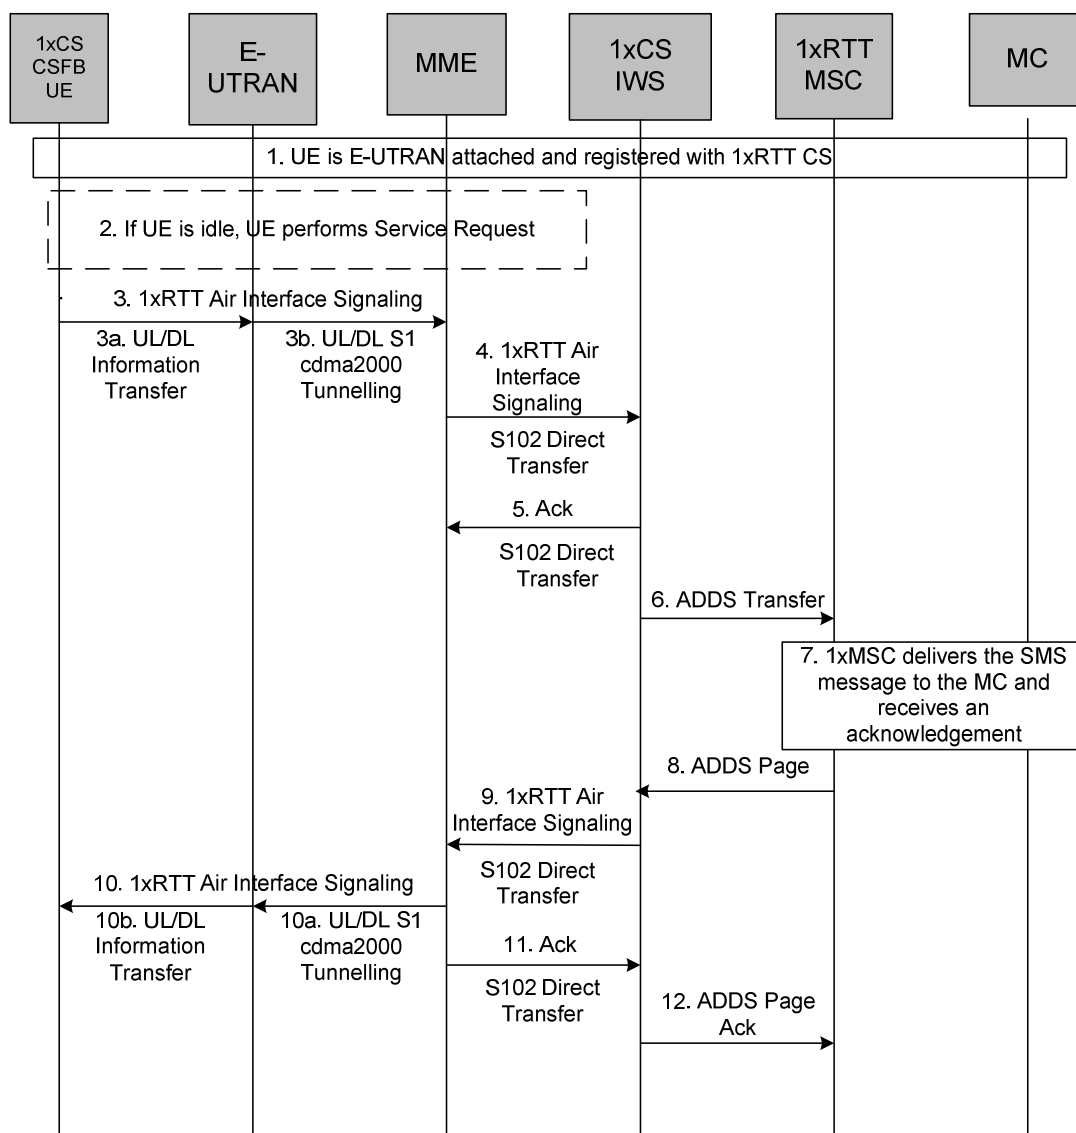 1xCS
CSFB
UE
E-
UTRAN
MME
1xCS
IWS
1xRTT
MSC
MC
1. UE is E-UTRAN attached and registered with 1xRTT CS
2. If UE is idle, UE performs Service Request
3. 1xRTT Air Interface Signaling
3a. UL/DL
Information
Transfer
3b. UL/DL S1
cdma2000
Tunnelling
4. 1xRTT Air
Interface
Signaling
S102 Direct
Transfer
5. Ack
S102 Direct
Transfer
6. ADDS Transfer
7. 1xMSC delivers the SMS
message to the MC and
receives an
acknowledgement
8. ADDS Page
9. 1xRTT Air
Interface Signaling
S102 Direct
Transfer
10. 1xRTT Air Interface Signaling
10b. UL/DL
Information
Transfer
10a. UL/DL S1
cdma2000
Tunnelling
11. Ack
S102 Direct
Transfer
12. ADDS Page
Ack